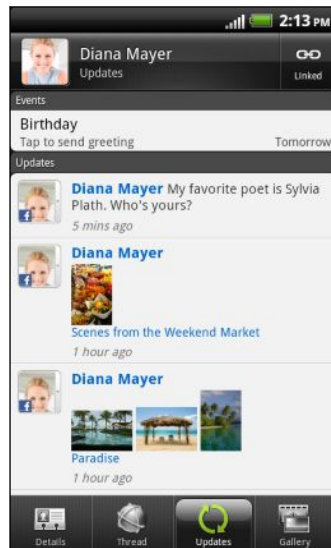 2:13 PM
Diana Mayer
Updates
Linked
Events
Birthday
Tap to send greeting Tomorrow
Updates
Diana Mayer My favorite poet is Sylvia
Plath. Who's yours?
5 mins ago
Diana Mayer
Scenes from the Weekend Market
1 hour ago
Diana Mayer
Paradise
1 hour ago
Details Thread Updates Gallery